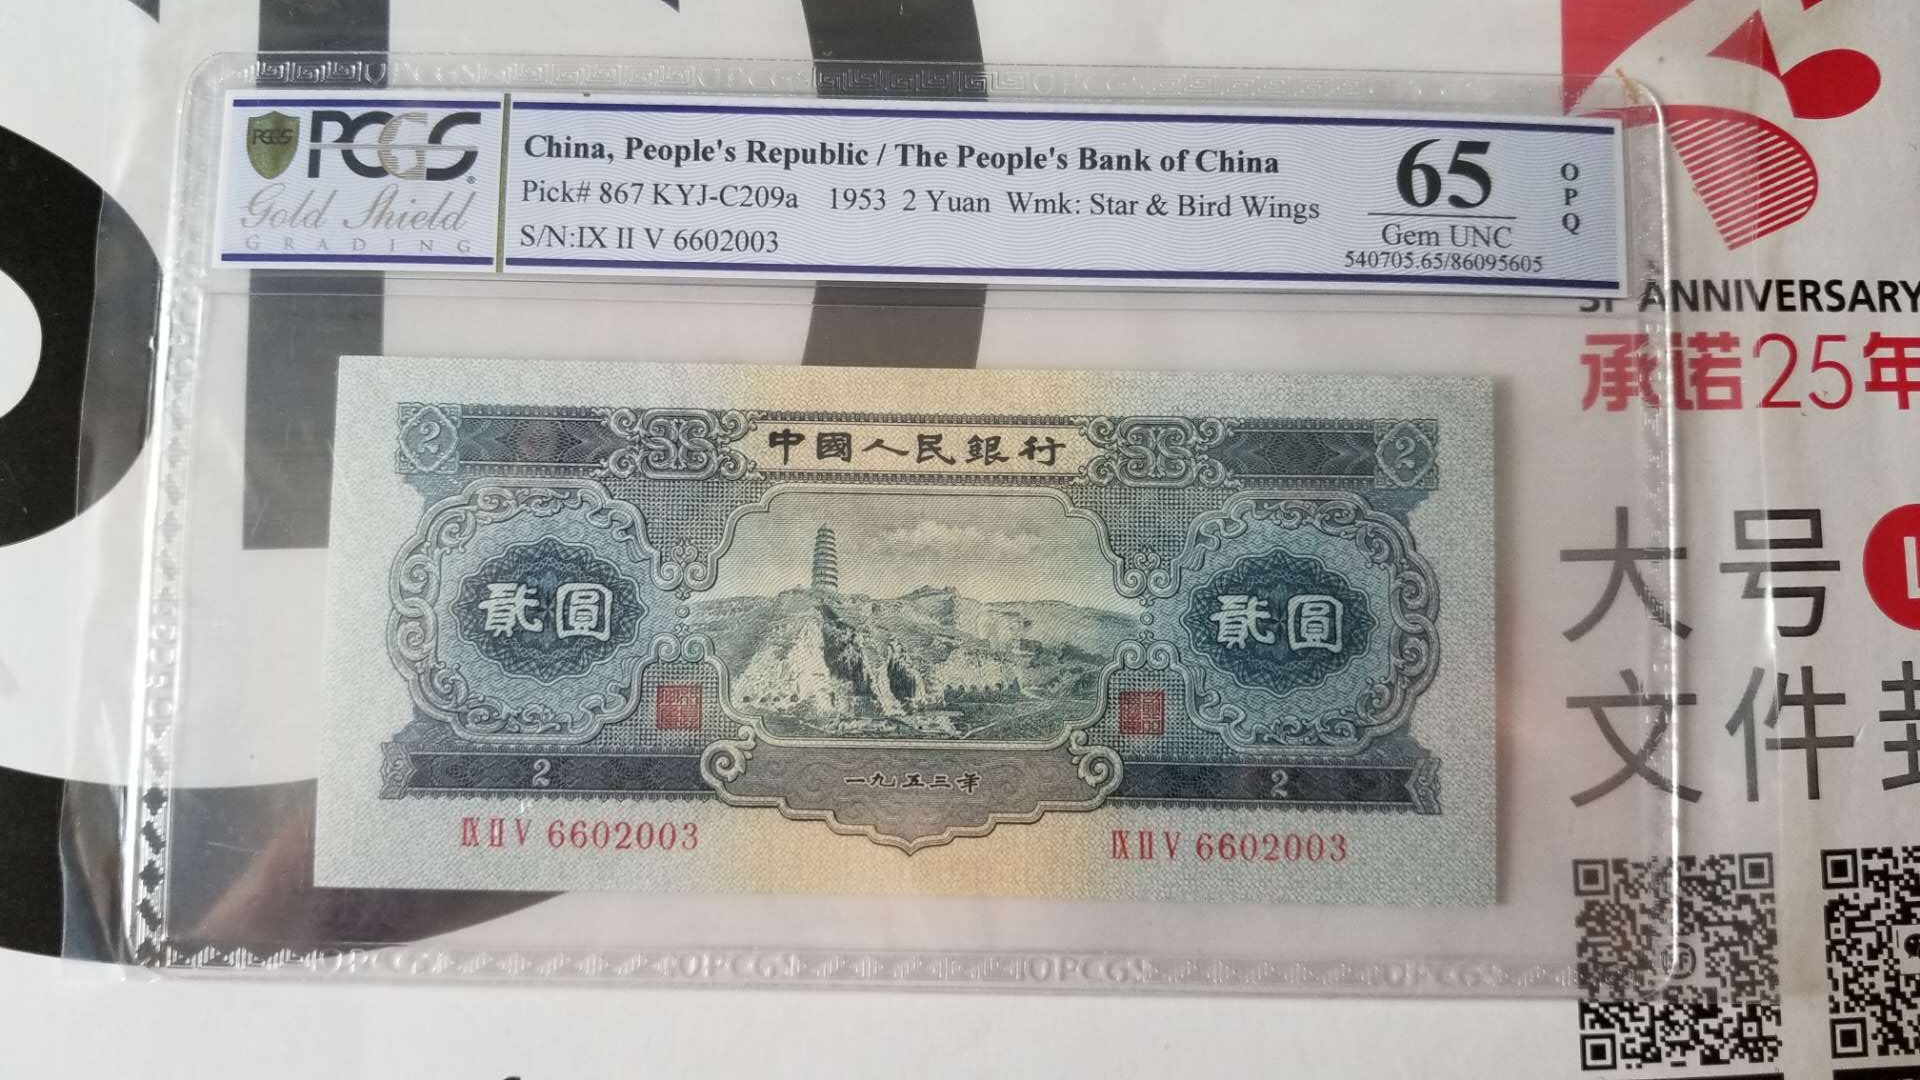 PCGS
PCGS
Gold Shield
GRADING
China, People's Republic / The People's Bank of China
Pick# 867 KYJ-C209a 1953 2 Yuan Wmk: Star & Bird Wings
S/N:IX II V 6602003
65
Gem UNC
540705.65/86095605
OPQ
2
中國人民銀行
2
貳圓
貳圓
2
一九五三年
2
IX II V 6602003
IX II V 6602003
ANNIVERSARY
承诺25年
大号
文件封